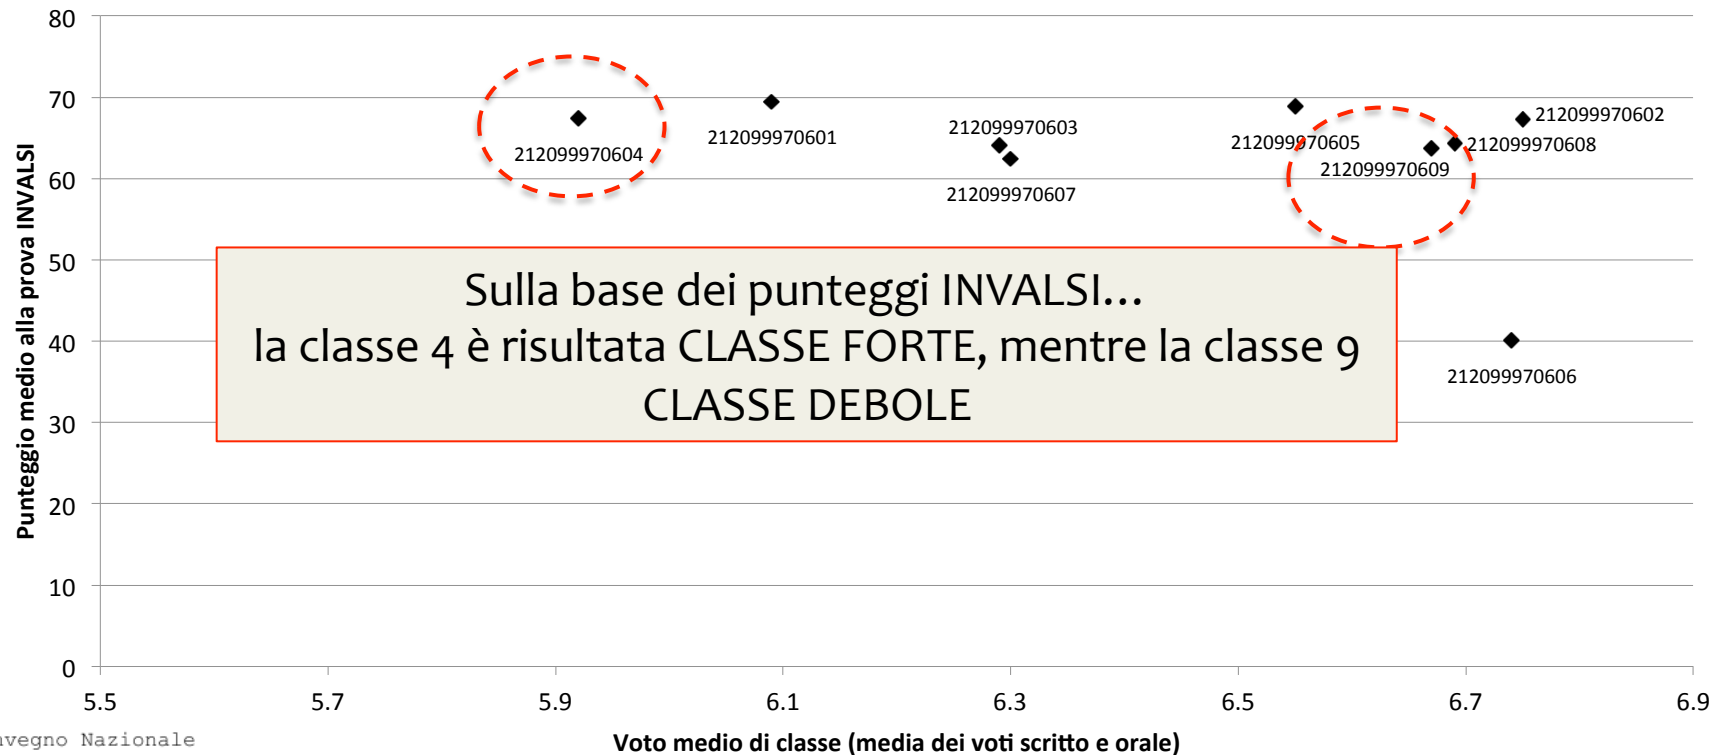 80
70
60
50
40
30
20
10
0
Punteggio medio alla prova INVALSI
212099970604
212099970601
212099970603
212099970607
212099970605
212099970609
212099970602
212099970608
212099970606
Sulla base dei punteggi INVALSI...
la classe 4 è risultata CLASSE FORTE, mentre la classe 9
CLASSE DEBOLE
5.5 5.7 5.9 6.1 6.3 6.5 6.7 6.9
Voto medio di classe (media dei voti scritto e orale)
Nazionale